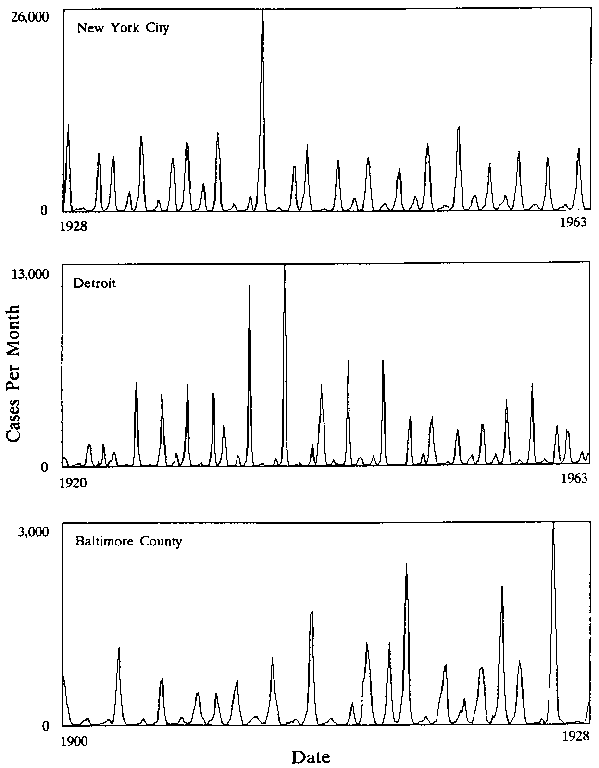 26,000
New York City
0
1928 1963
13,000
Detroit
Cases Per Month
0
1920 1963
3,000
Baltimore County
0
1900 1928
Date